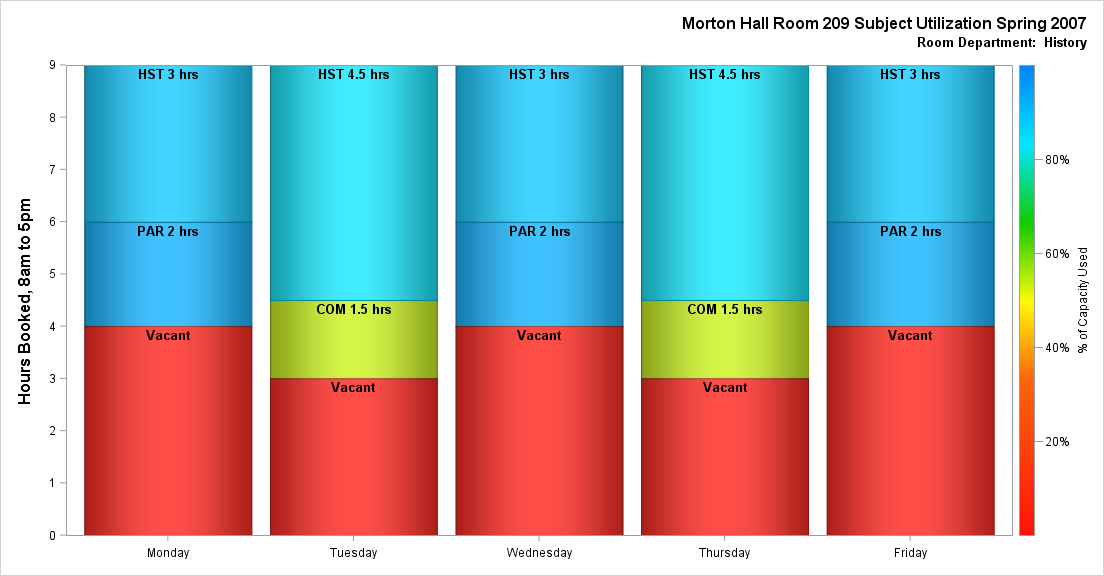 Morton Hall Room 209 Subject Utilization Spring 2007
Room Department:  History
Hours Booked, 8am to 5pm
9
8
7
6
5
4
3
2
1
0
HST 3 hrs
PAR 2 hrs
Vacant
HST 4.5 hrs
COM 1.5 hrs
Vacant
HST 3 hrs
PAR 2 hrs
Vacant
HST 4.5 hrs
COM 1.5 hrs
Vacant
HST 3 hrs
PAR 2 hrs
Vacant
Monday
Tuesday
Wednesday
Thursday
Friday
80%
60%
40%
20%
% of Capacity Used